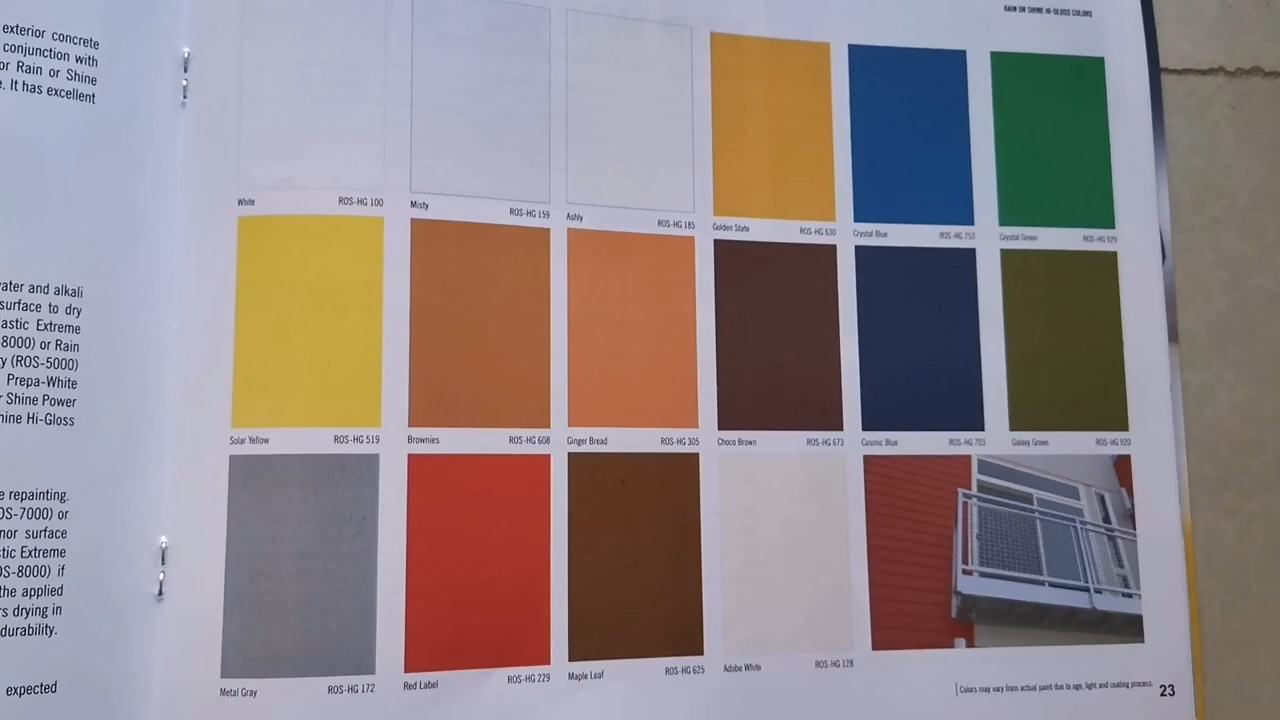 exterior concrete
conjunction with
or Rain or Shine
. It has excellent
ater and alkali
surface to dry
astic Extreme
8000) or Rain
y (ROS-5000)
Prepa-White
Shine Power
hine Hi-Gloss
e repainting.
OS-7000) or
nor surface
tic Extreme
OS-8000) if
the applied
rs drying in
durability.
expected
RAIN OR SHINE HI-GLOSS COLORS
White ROS-HG 100
Misty ROS-HG 159
Ashly ROS-HG 185
Golden State ROS-HG 630
Crystal Blue ROS-HG 753
Crystal Green ROS-HG 929
Solar Yellow ROS-HG 519
Brownies ROS-HG 608
Ginger Bread ROS-HG 305
Choco Brown ROS-HG 673
Cosmic Blue ROS-HG 703
Galaxy Green ROS-HG 920
Metal Gray ROS-HG 172
Red Label ROS-HG 229
Maple Leaf ROS-HG 625
Adobe White ROS-HG 128
Colors may vary from actual paint due to age, light and coating process. 23